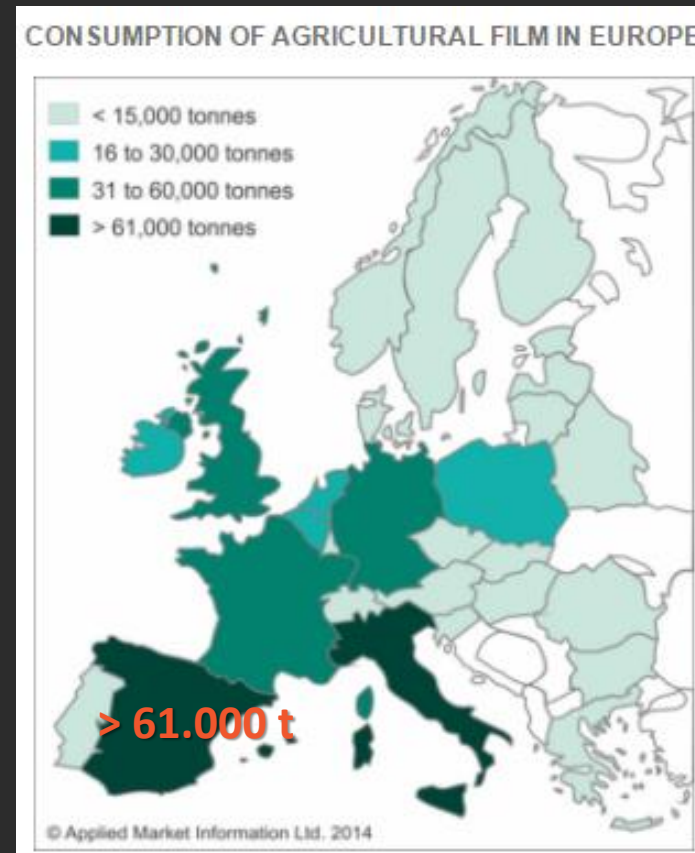 CONSUMPTION OF AGRICULTURAL FILM IN EUROPE
< 15,000 tonnes
16 to 30,000 tonnes
31 to 60,000 tonnes
> 61,000 tonnes
> 61.000 t
© Applied Market Information Ltd. 2014